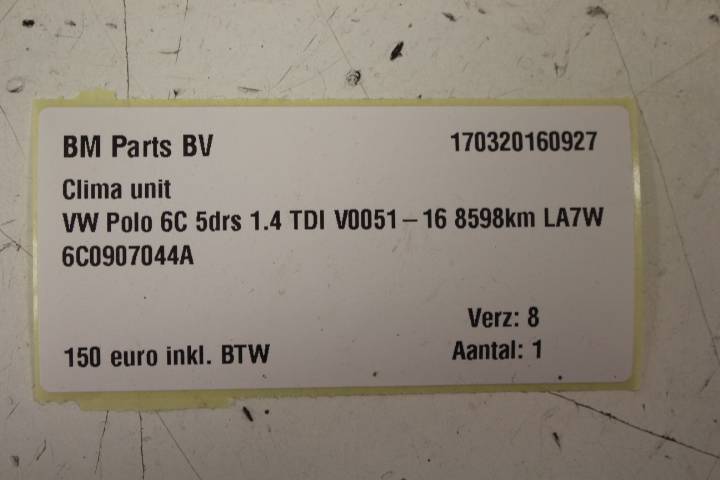 BM Parts BV 170320160927
Clima unit
VW Polo 6C 5drs 1.4 TDI V0051-16 8598km LA7W
6C0907044A
Verz: 8
150 euro inkl. BTW Aantal: 1